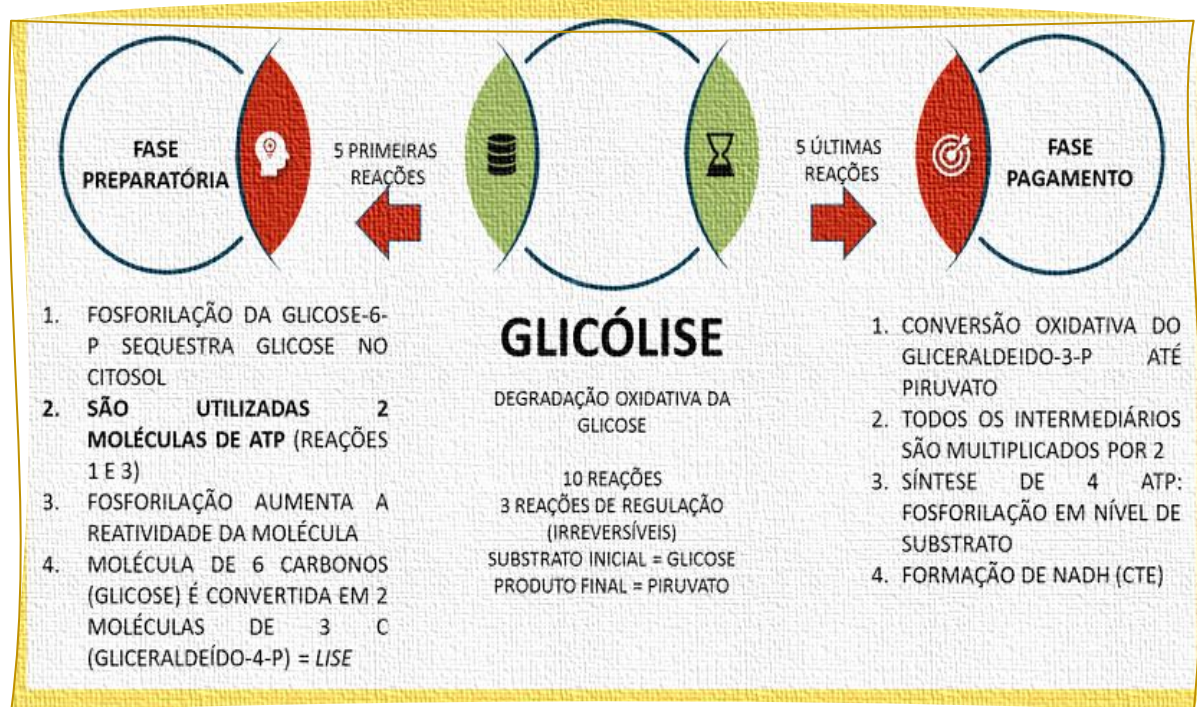 FASE
PREPARATÓRIA
5 PRIMEIRAS
REAÇÕES
5 ÚLTIMAS
REAÇÕES
FASE
PAGAMENTO
1. FOSFORILAÇÃO DA GLICOSE-6-
P SEQUESTRA GLICOSE NO
CITOSOL
2. SÃO UTILIZADAS 2
MOLÉCULAS DE ATP (REAÇÕES
1 E 3)
3. FOSFORILAÇÃO AUMENTA A
REATIVIDADE DA MOLÉCULA
4. MOLÉCULA DE 6 CARBONOS
(GLICOSE) É CONVERTIDA EM 2
MOLÉCULAS DE 3 C
(GLICERALDEÍDO-4-P) = LISE
GLICÓLISE
DEGRADAÇÃO OXIDATIVA DA
GLICOSE
10 REAÇÕES
3 REAÇÕES DE REGULAÇÃO
(IRREVERSÍVEIS)
SUBSTRATO INICIAL = GLICOSE
PRODUTO FINAL = PIRUVATO
1. CONVERSÃO OXIDATIVA DO
GLICERALDEIDO-3-P ATÉ
PIRUVATO
2. TODOS OS INTERMEDIÁRIOS
SÃO MULTIPLICADOS POR 2
3. SÍNTESE DE 4 ATP:
FOSFORILAÇÃO EM NÍVEL DE
SUBSTRATO
4. FORMAÇÃO DE NADH (CTE)